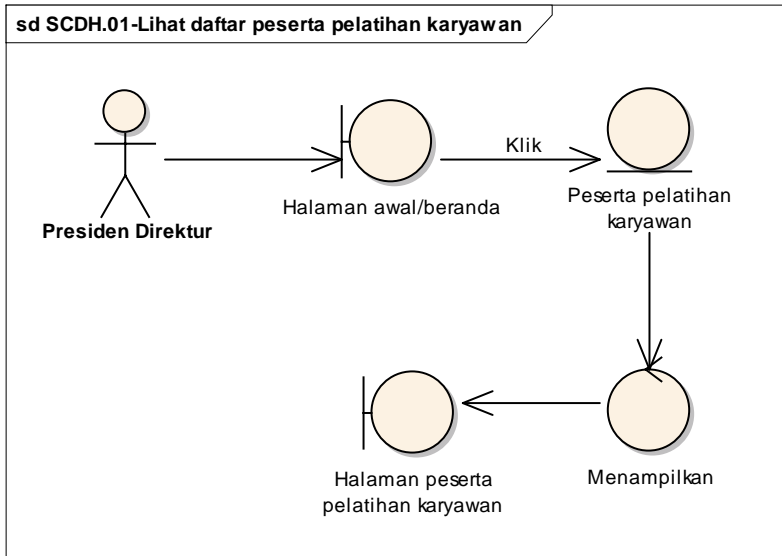 sd SCDH.01-Lihat daftar peserta pelatihan karyawan
Klik
Presiden Direktur
Halaman awal/beranda
Peserta pelatihan
karyawan
Halaman peserta
pelatihan karyawan
Menampilkan